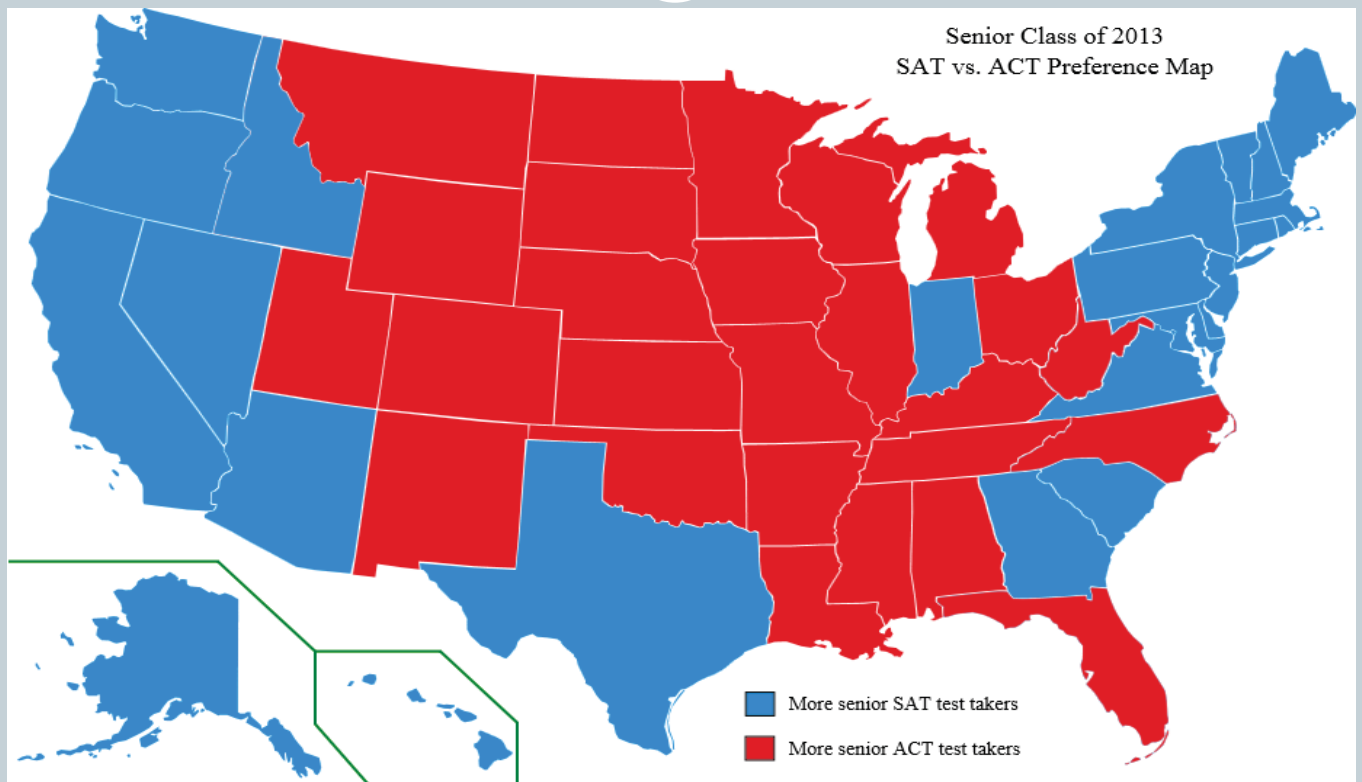 Senior Class of 2013
SAT vs. ACT Preference Map
More senior SAT test takers
More senior ACT test takers